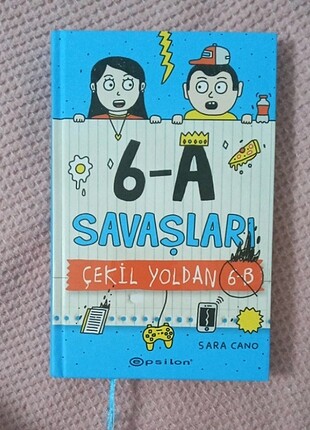 6-A
SAVAŞLARI
ÇEKİL YOLDAN 6-B
SARA CANO
epsilon